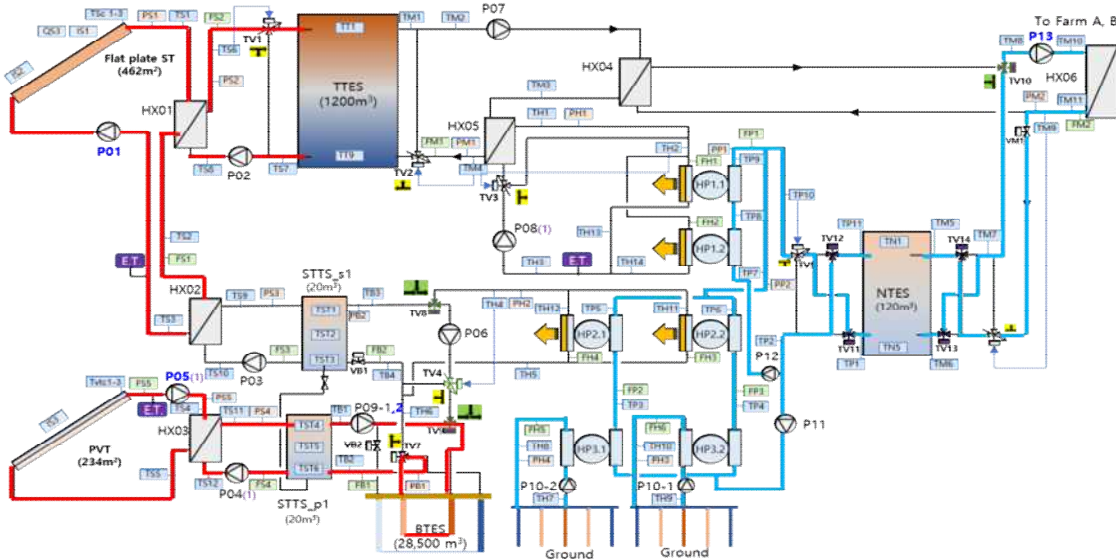 TSc 1-3
PS1
TS1
QS3
IS1
FS2
TS6
TV1
Flat plate ST
(462m²)
PS2
HX01
P01
TS8
P02
TS7
TT1
TTES
(1200m³)
TT9
TM1
TM2
P07
HX04
TM3
HX05
TH1
PH1
FM1
PM1
TM4
TV2
TV3
P08(1)
TH2
FH1
HP1.1
FH2
HP1.2
TH13
TH3
E.T.
TH14
FP1
PP1
TP9
TP8
TP7
TP10
PP2
TP11
TV12
TN1
NTES
(120m³)
TN5
TV11
TP1
TM5
TV14
TM7
TV13
TM6
To Farm A, B
P13
TM8
TM10
HX06
TV10
PM2
TM11
TM9
VM1
FM2
TS2
FS1
E.T.
HX02
TS3
TS9
PS3
TS10
P03
FS3
STTS_s1
(20m³)
TST1
TST2
TST3
TB3
PB2
FB2
VB1
TB4
TV8
P06
TV4
TH4
PH2
TH12
TP5
HP2.1
FH4
TH11
TP6
HP2.2
FH3
TH5
P12
TP2
P11
FP2
TP3
FP3
TP4
HP3.1
HP3.2
FH5
TH8
PH4
P10-2
TH7
FH6
TH10
PH3
P10-1
TH9
Ground
Ground
FS5
P05(1)
E.T.
TS4
PS5
PVT
(234m²)
TS5
HX03
TS11
PS4
TS12
P04(1)
FS4
STTS_p1
(20m³)
TST4
TST5
TST6
TB1
P09-1,2
TH6
VB2
TB2
FB1
TV7
PB1
BTES
(28,500 m³)